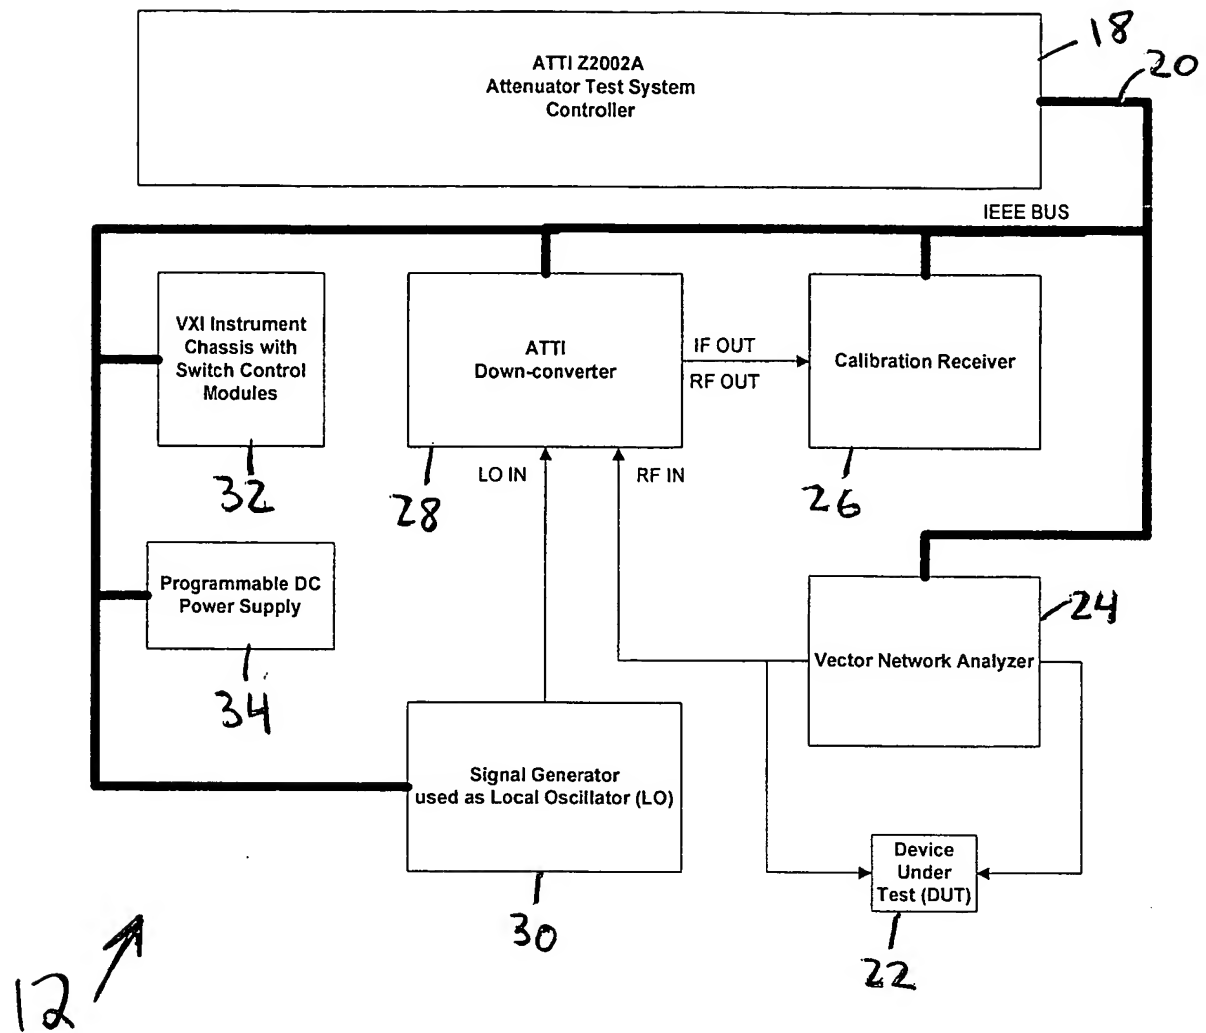 ATTI Z2002A
Attenuator Test System
Controller
18
20
IEEE BUS
VXI Instrument
Chassis with
Switch Control
Modules
32
ATTI
Down-converter
28
IF OUT
RF OUT
Calibration Receiver
26
LO IN
RF IN
Programmable DC
Power Supply
34
Vector Network Analyzer
24
Signal Generator
used as Local Oscillator (LO)
30
Device
Under
Test (DUT)
22
12